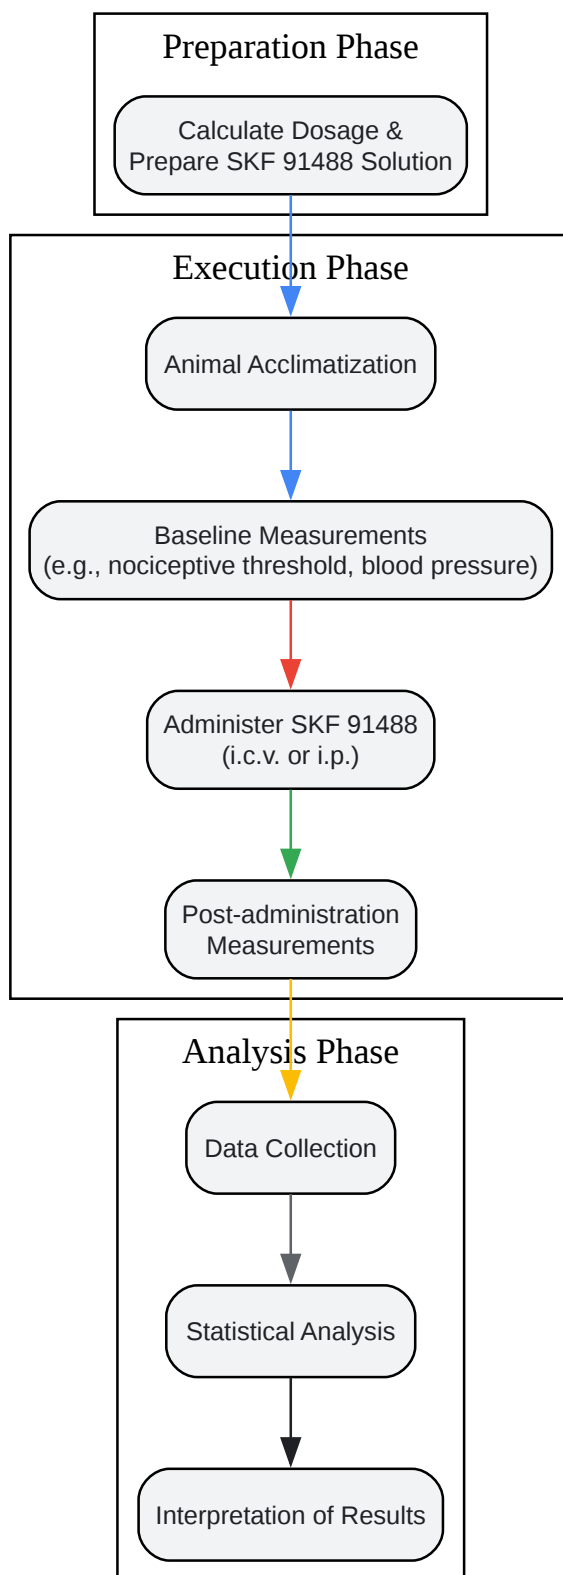 Preparation Phase
Calculate Dosage &
Prepare SKF 91488 Solution
Execution Phase
Animal Acclimatization
Baseline Measurements
(e.g., nociceptive threshold, blood pressure)
Administer SKF 91488
(i.c.v. or i.p.)
Post-administration
Measurements
Analysis Phase
Data Collection
Statistical Analysis
Interpretation of Results